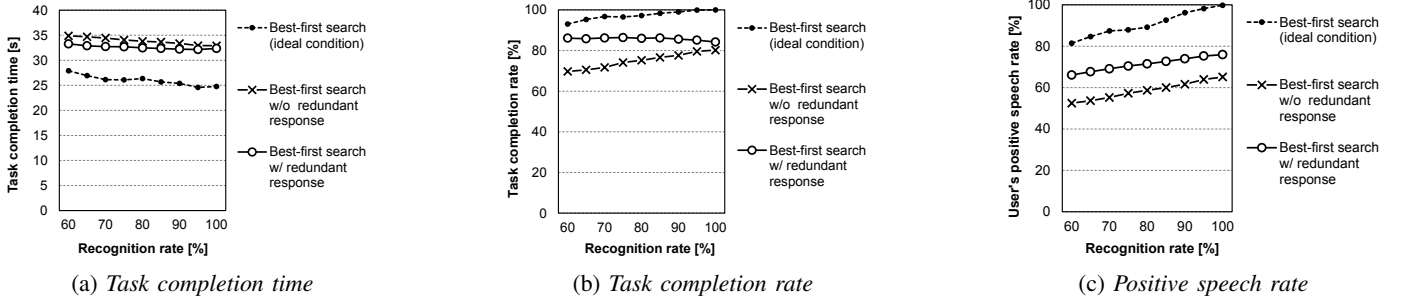 40
35
30
25
20
15
10
5
0
60 70 80 90 100
Task completion time [s]
Recognition rate [%]
Best-first search
(ideal condition)
Best-first search
w/o redundant
response
Best-first search
w/ redundant
response
(a) Task completion time
100
80
60
40
20
0
60 70 80 90 100
Task completion rate [%]
Recognition rate [%]
Best-first search
(ideal condition)
Best-first search
w/o redundant
response
Best-first search
w/ redundant
response
(b) Task completion rate
100
80
60
40
20
0
60 70 80 90 100
User's positive speech rate [%]
Recognition rate [%]
Best-first search
(ideal condition)
Best-first search
w/o redundant
response
Best-first search
w/ redundant
response
(c) Positive speech rate